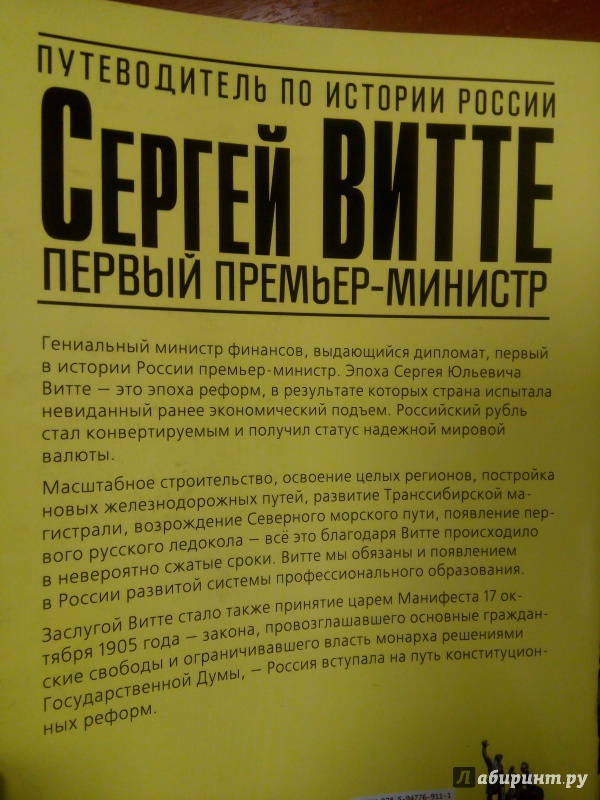 ПУТЕВОДИТЕЛЬ ПО ИСТОРИИ РОССИИ
СЕРГЕЙ ВИТТЕ
ПЕРВЫЙ ПРЕМЬЕР-МИНИСТР
Гениальный министр финансов, выдающийся дипломат, первый
в истории России премьер-министр. Эпоха Сергея Юльевича
Витте – это эпоха реформ, в результате которых страна испытала
невиданный ранее экономический подъем. Российский рубль
стал конвертируемым и получил статус надежной мировой
валюты.
Масштабное строительство, освоение целых регионов, постройка
новых железнодорожных путей, развитие Транссибирской ма-
гистрали, возрождение Северного морского пути, появление пер-
вого русского ледокола – всё это благодаря Витте происходило
в невероятно сжатые сроки. Витте мы обязаны и появлением
в России развитой системы профессионального образования.
Заслугой Витте стало также принятие царем Манифеста 17 ок-
тября 1905 года – закона, провозглашавшего основные граждан-
ские свободы и ограничивавшего власть монарха решениями
Государственной Думы, – Россия вступала на путь конституцион-
ных реформ.
5-94776-911-1
Лабиринт.ру